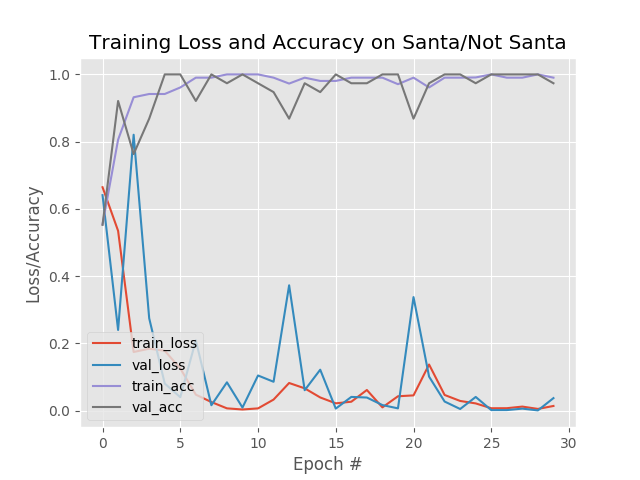 Training Loss and Accuracy on Santa/Not Santa
1.0
0.8
0.6
0.4
0.2
0.0
Loss/Accuracy
train_loss
val_loss
train_acc
val_acc
0 5 10 15 20 25 30
Epoch #